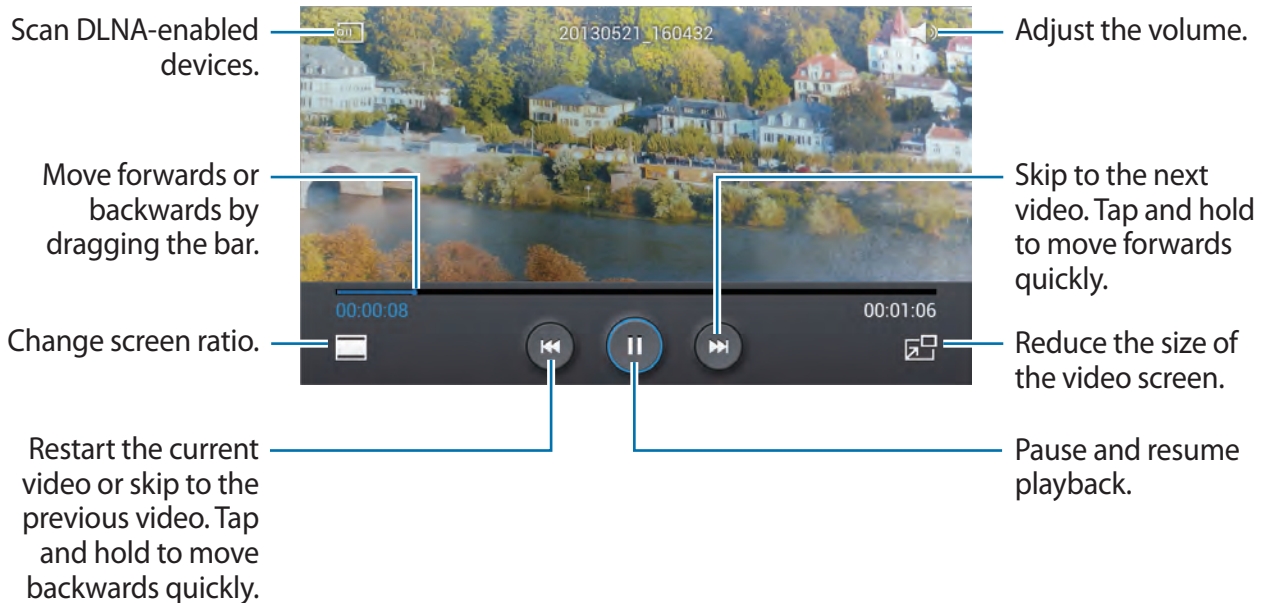 Scan DLNA-enabled
devices.
20130521_160432
Adjust the volume.
Move forwards or
backwards by
dragging the bar.
Skip to the next
video. Tap and hold
to move forwards
quickly.
00:00:08
00:01:06
Change screen ratio.
Reduce the size of
the video screen.
Restart the current
video or skip to the
previous video. Tap
and hold to move
backwards quickly.
Pause and resume
playback.